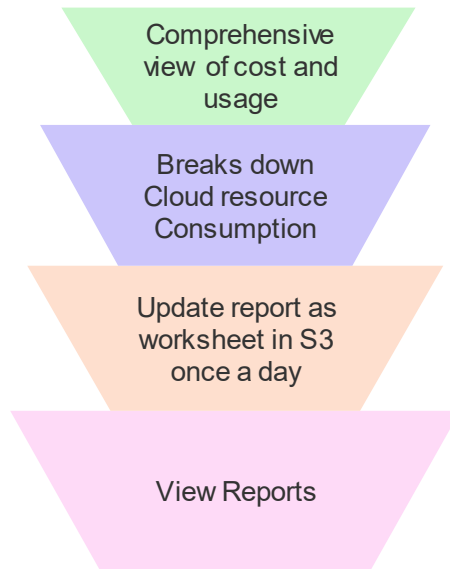 Comprehensive
view of cost and
usage
Breaks down
Cloud resource
Consumption
Update report as
worksheet in S3
once a day
View Reports